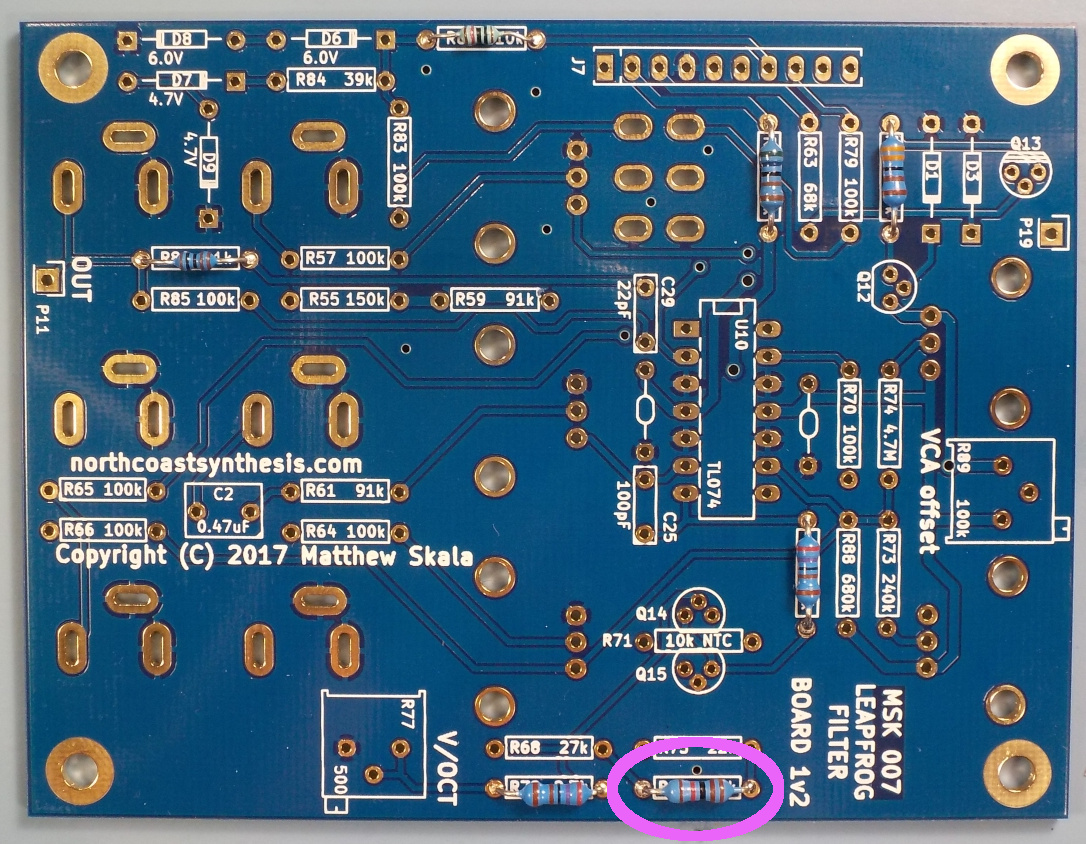 D8
6.0V
D6
6.0V
D7
4.7V
R84 39k
J7
4.7V
D9
R83 100k
R63 68k
R79 100k
D1
D3
Q13
P19
OUT
P11
R57 100k
R85 100k
R55 150k
R59 91k
C29
22pF
U10
TL074
Q12
R70 100k
R74 4.7M
VCA offset
R89
100k
northcoastsynthesis.com
R65 100k
C2
0.47uF
R61 91k
R66 100k
R64 100k
100pF
C25
Copyright (C) 2017 Matthew Skala
R88 680k
R73 240k
Q14
R71 10k NTC
Q15
R77
500
V/OCT
R68 27k
MSK 007
LEAPFROG
FILTER
BOARD 1v2